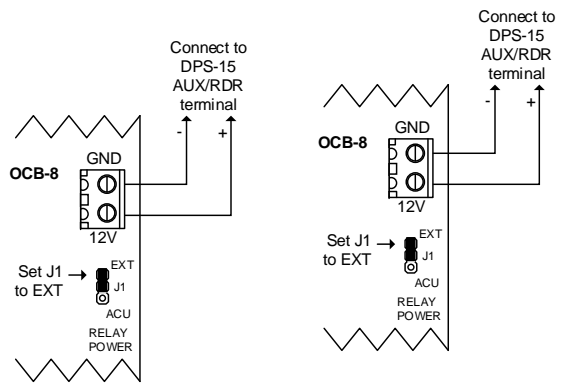 Connect to
DPS-15
AUX/RDR
terminal
- +
GND
OCB-8
12V
Set J1
to EXT
EXT
J1
ACU
RELAY
POWER
Connect to
DPS-15
AUX/RDR
terminal
- +
GND
OCB-8
12V
Set J1
to EXT
EXT
J1
ACU
RELAY
POWER